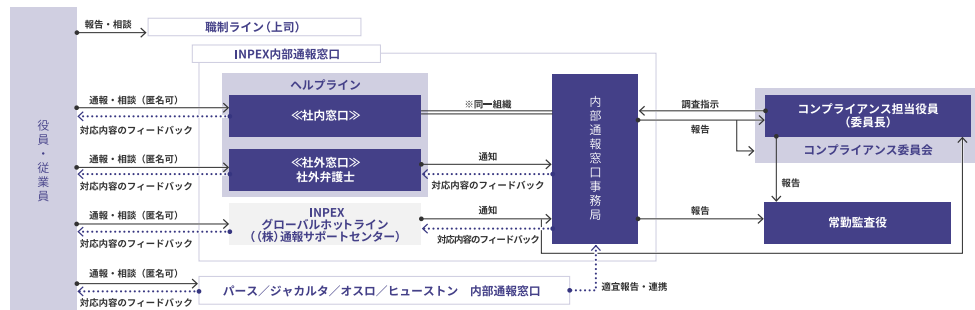 役員・従業員
報告・相談
職制ライン（上司）
INPEX内部通報窓口
ヘルプライン
通報・相談（匿名可）
対応内容のフィードバック
≪社内窓口≫
※同一組織
通報・相談（匿名可）
対応内容のフィードバック
≪社外窓口≫
社外弁護士
通知
対応内容のフィードバック
通報・相談（匿名可）
対応内容のフィードバック
INPEX
グローバルホットライン
（（株）通報サポートセンター）
通知
対応内容のフィードバック
通報・相談（匿名可）
対応内容のフィードバック
パース／ジャカルタ／オスロ／ヒューストン　内部通報窓口
適宜報告・連携
内部通報窓口事務局
調査指示
報告
コンプライアンス担当役員
（委員長）
コンプライアンス委員会
報告
報告
常勤監査役